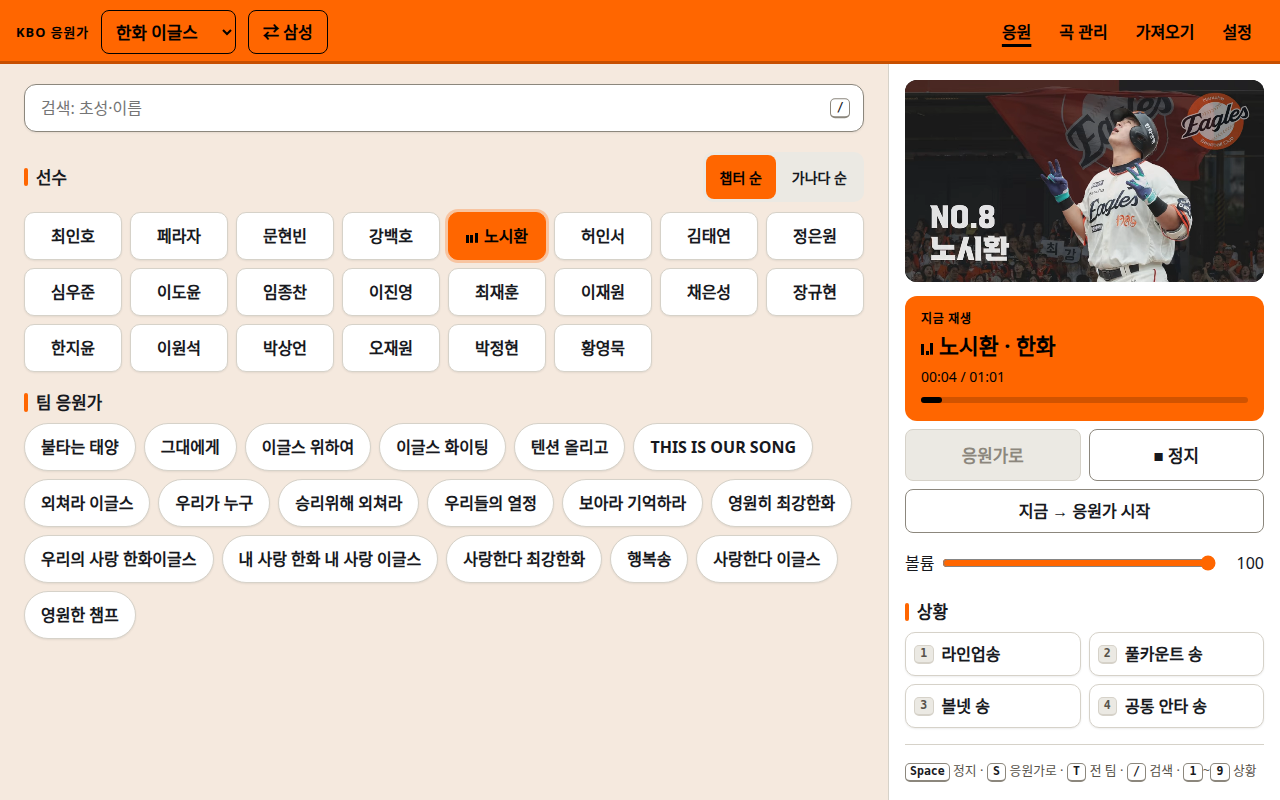 KBO 응원가 한화 이글스 ⇄ 삼성 응원 곡 관리 가져오기 설정
검색: 초성·이름 /
선수 챕터 순 가나다 순
최인호 페라자 문현빈 강백호 노시환 허인서 김태연 정은원
심우준 이도윤 임종찬 이진영 최재훈 이재원 채은성 장규현
한지윤 이원석 박상언 오재원 박정현 황영묵
팀 응원가
불타는 태양 그대에게 이글스 위하여 이글스 화이팅 텐션 올리고 THIS IS OUR SONG
외쳐라 이글스 우리가 누구 승리위해 외쳐라 우리들의 열정 보아라 기억하라 영원히 최강한화
우리의 사랑 한화이글스 내 사랑 한화 내 사랑 이글스 사랑한다 최강한화 행복송 사랑한다 이글스
영원한 챔프
Eagles
Eagles
Eagles
최강
NO.8
노시환
지금 재생
노시환 · 한화
00:04 / 01:01
응원가로 ■ 정지
지금 → 응원가 시작
볼륨 100
상황
1 라인업송 2 풀카운트 송
3 볼넷 송 4 공통 안타 송
Space 정지 · S 응원가로 · T 전 팀 · / 검색 · 1~9 상황